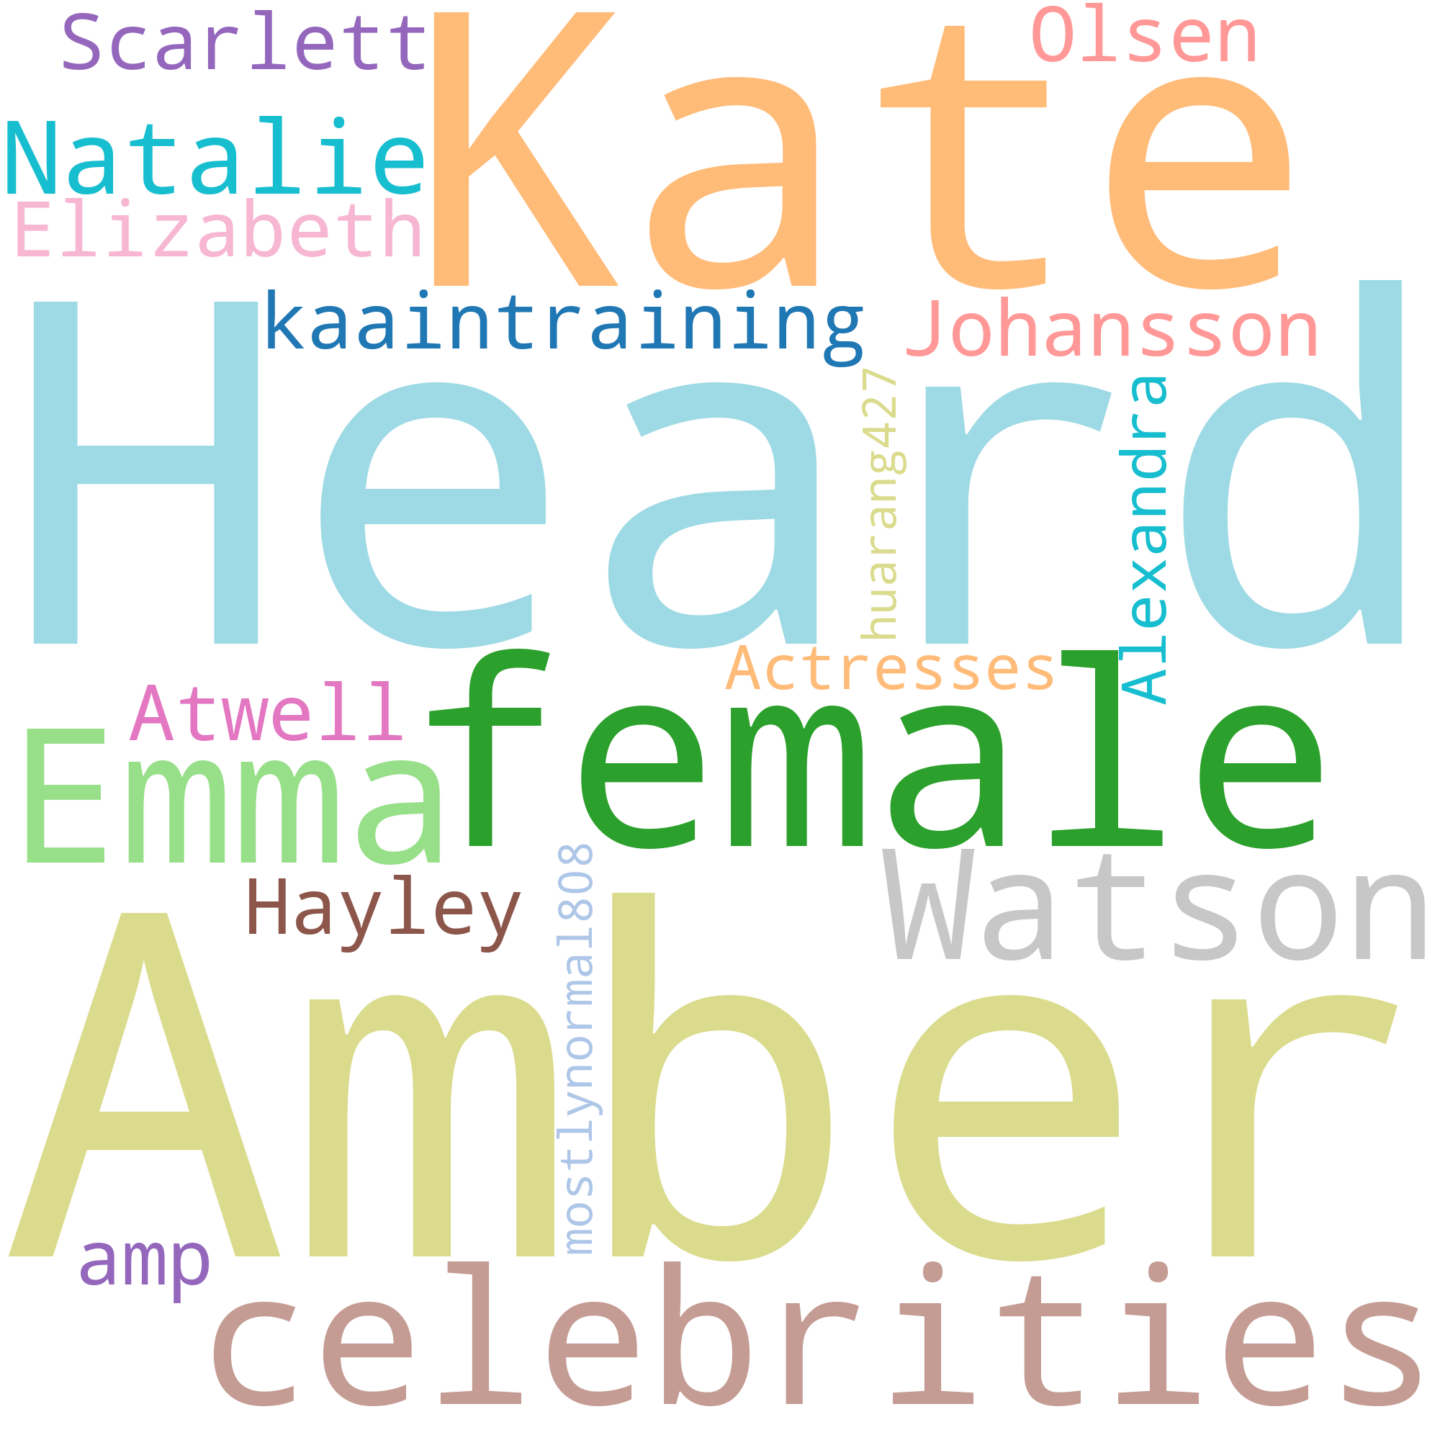 Scarlett
Kate
Olsen
Natalie
Elizabeth
kaaintraining
Johansson
Heard
huarang427
Alexandra
Actresses
Atwell
female
Emma
Hayley
mostlynormal808
Watson
Amber
amp
celebrities